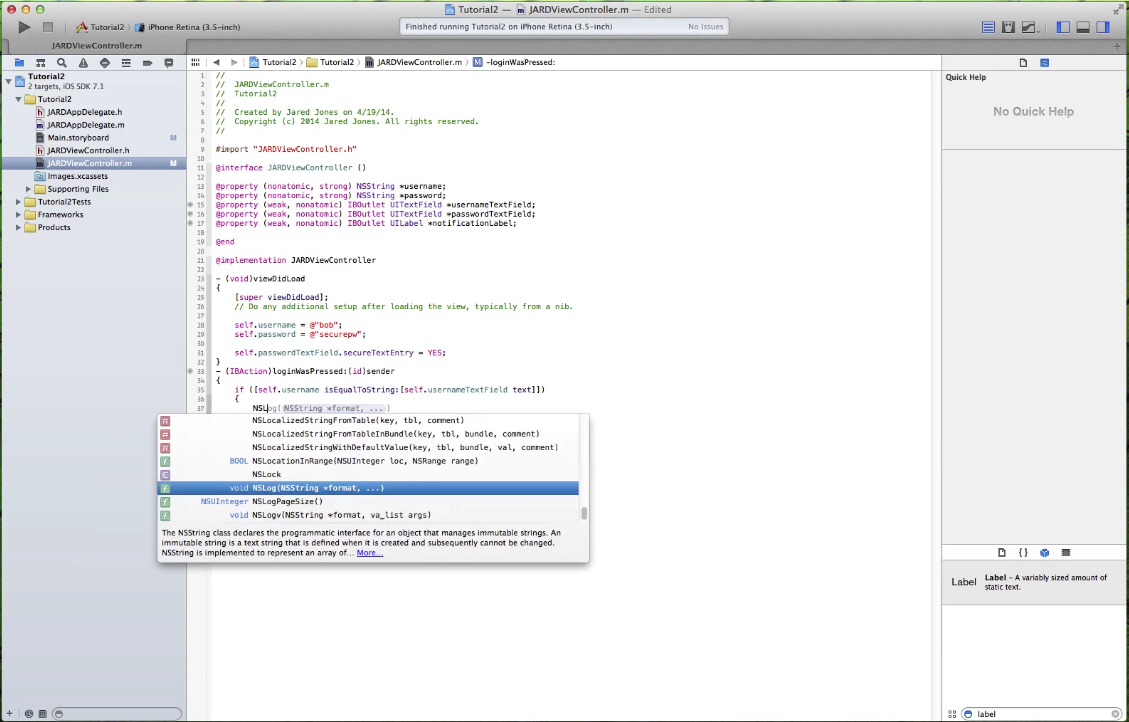 Tutorial2 — JARDViewController.m — Edited
Tutorial2 iPhone Retina (3.5-inch)
Finished running Tutorial2 on iPhone Retina (3.5-inch) No Issues
JARDViewController.m
Tutorial2 Tutorial2 JARDViewController.m M -loginWasPressed:
Tutorial2
2 targets, iOS SDK 7.1
Tutorial2
h JARDAppDelegate.h
m JARDAppDelegate.m
Main.storyboard M
h JARDViewController.h
JARDViewController.m M
Images.xcassets
Supporting Files
Tutorial2Tests
Frameworks
Products
1 //
2 // JARDViewController.m
3 // Tutorial2
4 //
5 // Created by Jared Jones on 4/19/14.
6 // Copyright (c) 2014 Jared Jones. All rights reserved.
7 //
8
9 #import "JARDViewController.h"
10
11 @interface JARDViewController ()
12
13 @property (nonatomic, strong) NSString *username;
14 @property (nonatomic, strong) NSString *password;
15 @property (weak, nonatomic) IBOutlet UITextField *usernameTextField;
16 @property (weak, nonatomic) IBOutlet UITextField *passwordTextField;
17 @property (weak, nonatomic) IBOutlet UILabel *notificationLabel;
18
19 @end
20
21 @implementation JARDViewController
22
23 - (void)viewDidLoad
24 {
25 [super viewDidLoad];
26 // Do any additional setup after loading the view, typically from a nib.
27
28 self.username = @"bob";
29 self.password = @"securepw";
30
31 self.passwordTextField.secureTextEntry = YES;
32 }
33 - (IBAction)loginWasPressed:(id)sender
34 {
35 if ([self.username isEqualToString:[self.usernameTextField text]])
36 {
37 NSLog(NSString *format, ...)
# NSLocalizedStringFromTable(key, tbl, comment)
# NSLocalizedStringFromTableInBundle(key, tbl, bundle, comment)
# NSLocalizedStringWithDefaultValue(key, tbl, bundle, val, comment)
f BOOL NSLocationInRange(NSUInteger loc, NSRange range)
C NSLock
f void NSLog(NSString *format, ...)
f NSUInteger NSLogPageSize()
f void NSLogv(NSString *format, va_list args)
The NSString class declares the programmatic interface for an object that manages immutable strings. An
immutable string is a text string that is defined when it is created and subsequently cannot be changed.
NSString is implemented to represent an array of… More…
Quick Help
No Quick Help
Label Label – A variably sized amount of
static text.
label